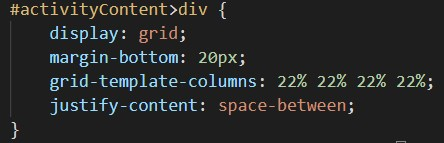 #activityContent>div {
    display: grid;
    margin-bottom: 20px;
    grid-template-columns: 22% 22% 22% 22%;
    justify-content: space-between;
}